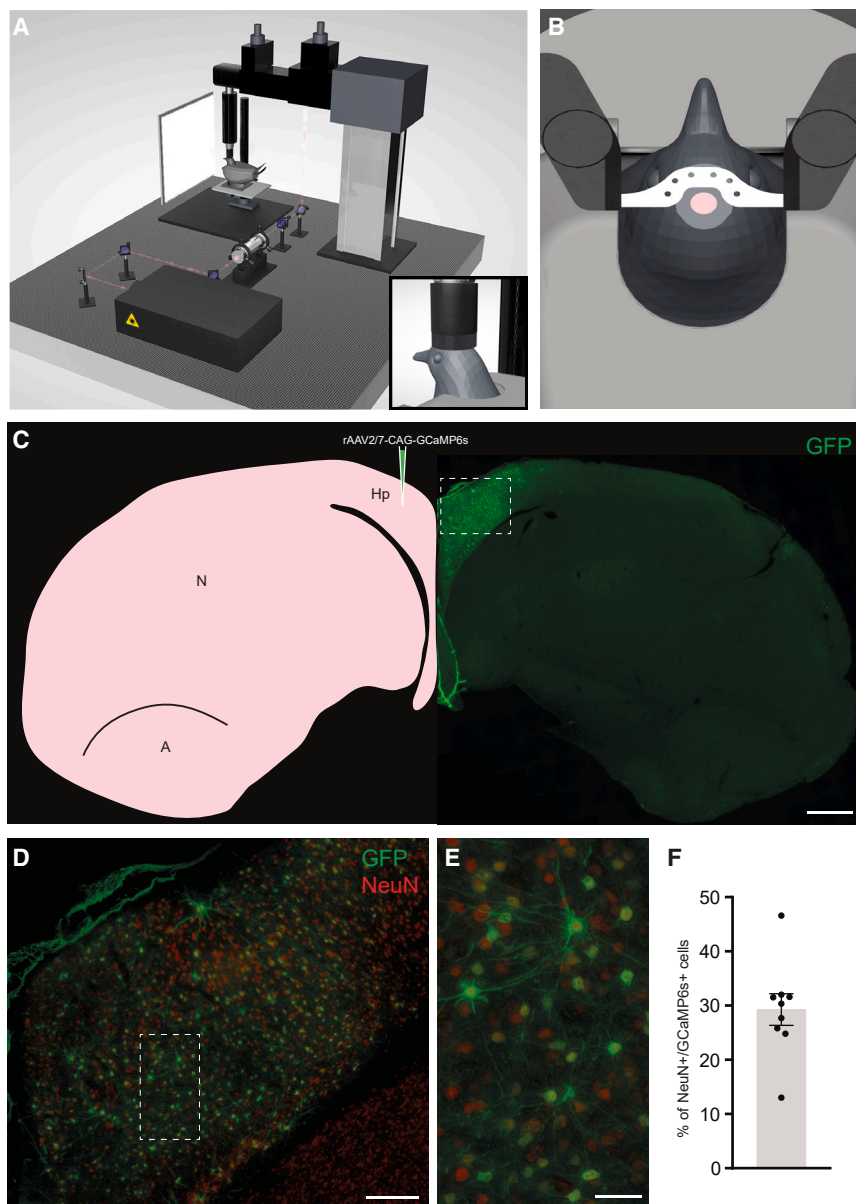 A
B
C
rAAV2/7-CAG-GCaMP6s
GFP
Hp
N
A
D
GFP
NeuN
E
F
% of NeuN+/GCaMP6s+ cells
50
40
30
20
10
0